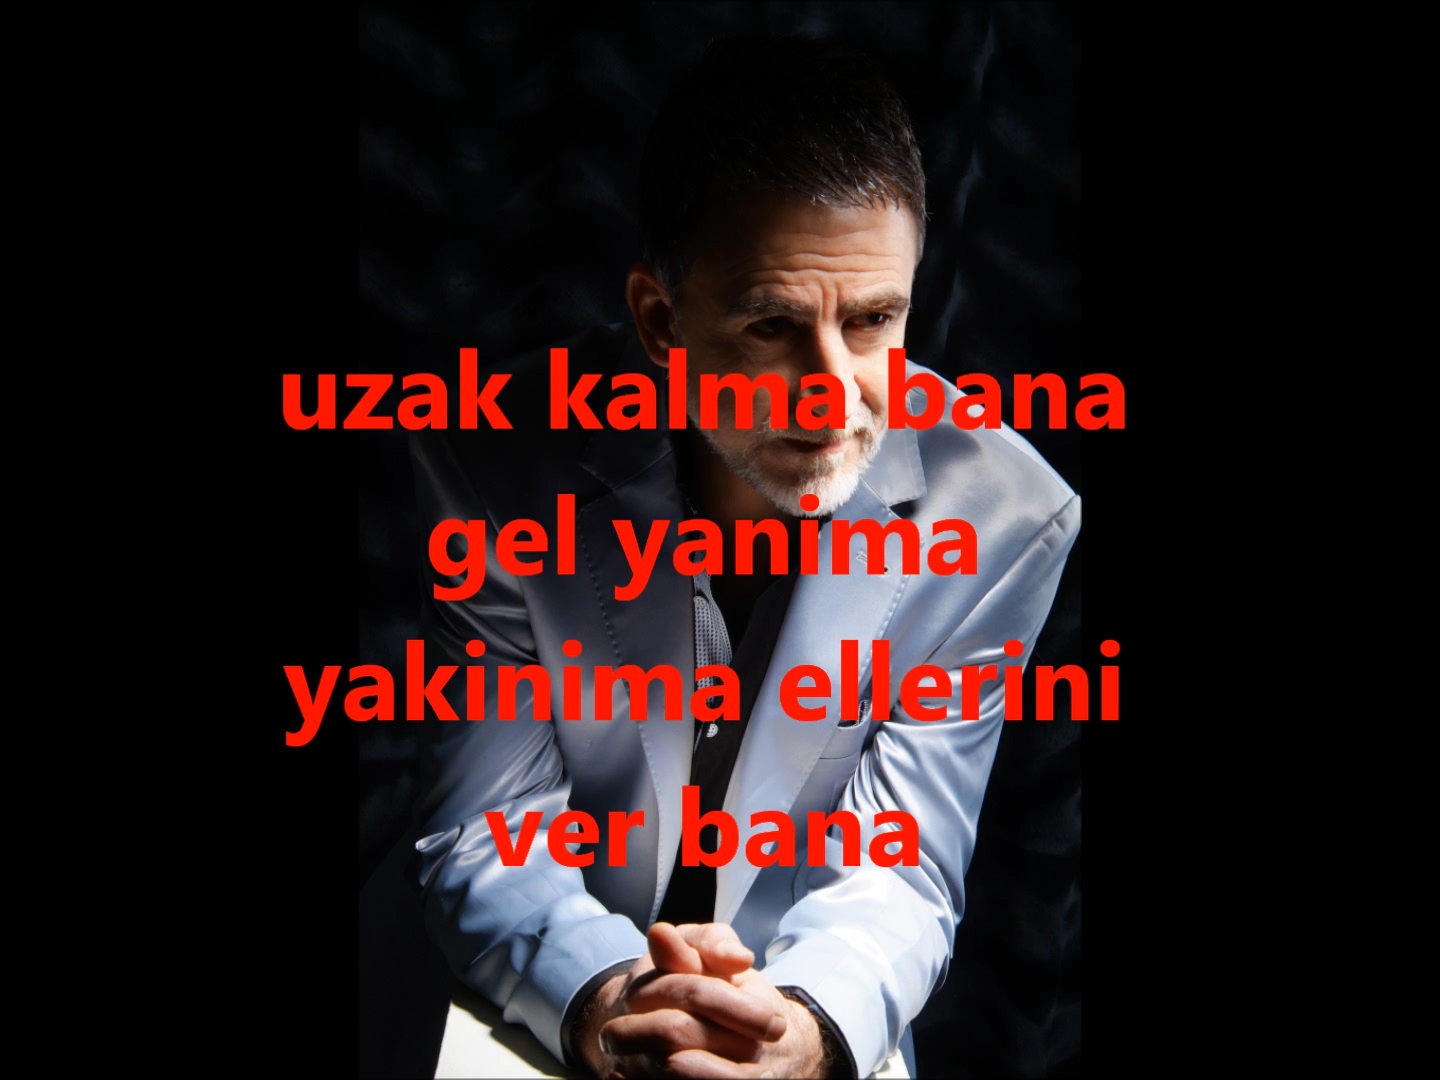 uzak kalma bana
gel yanima
yakinima ellerini
ver bana